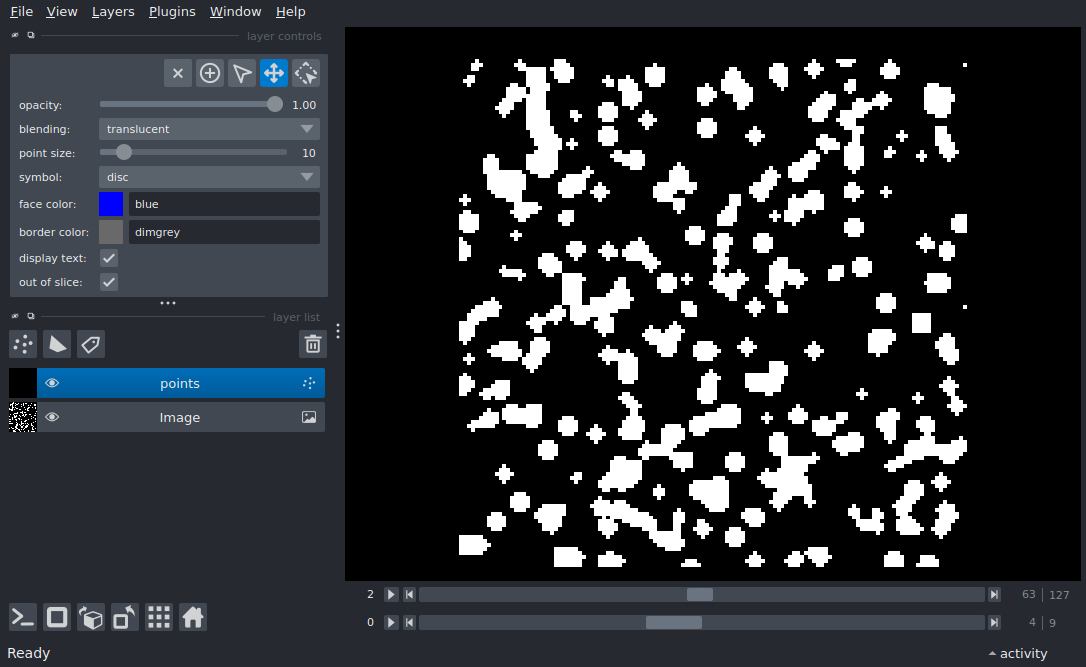 File View Layers Plugins Window Help
layer controls
opacity: 1.00
blending: translucent
point size: 10
symbol: disc
face color: blue
border color: dimgrey
display text:
out of slice:
layer list
points
Image
2 63 127
0 4 9
Ready activity